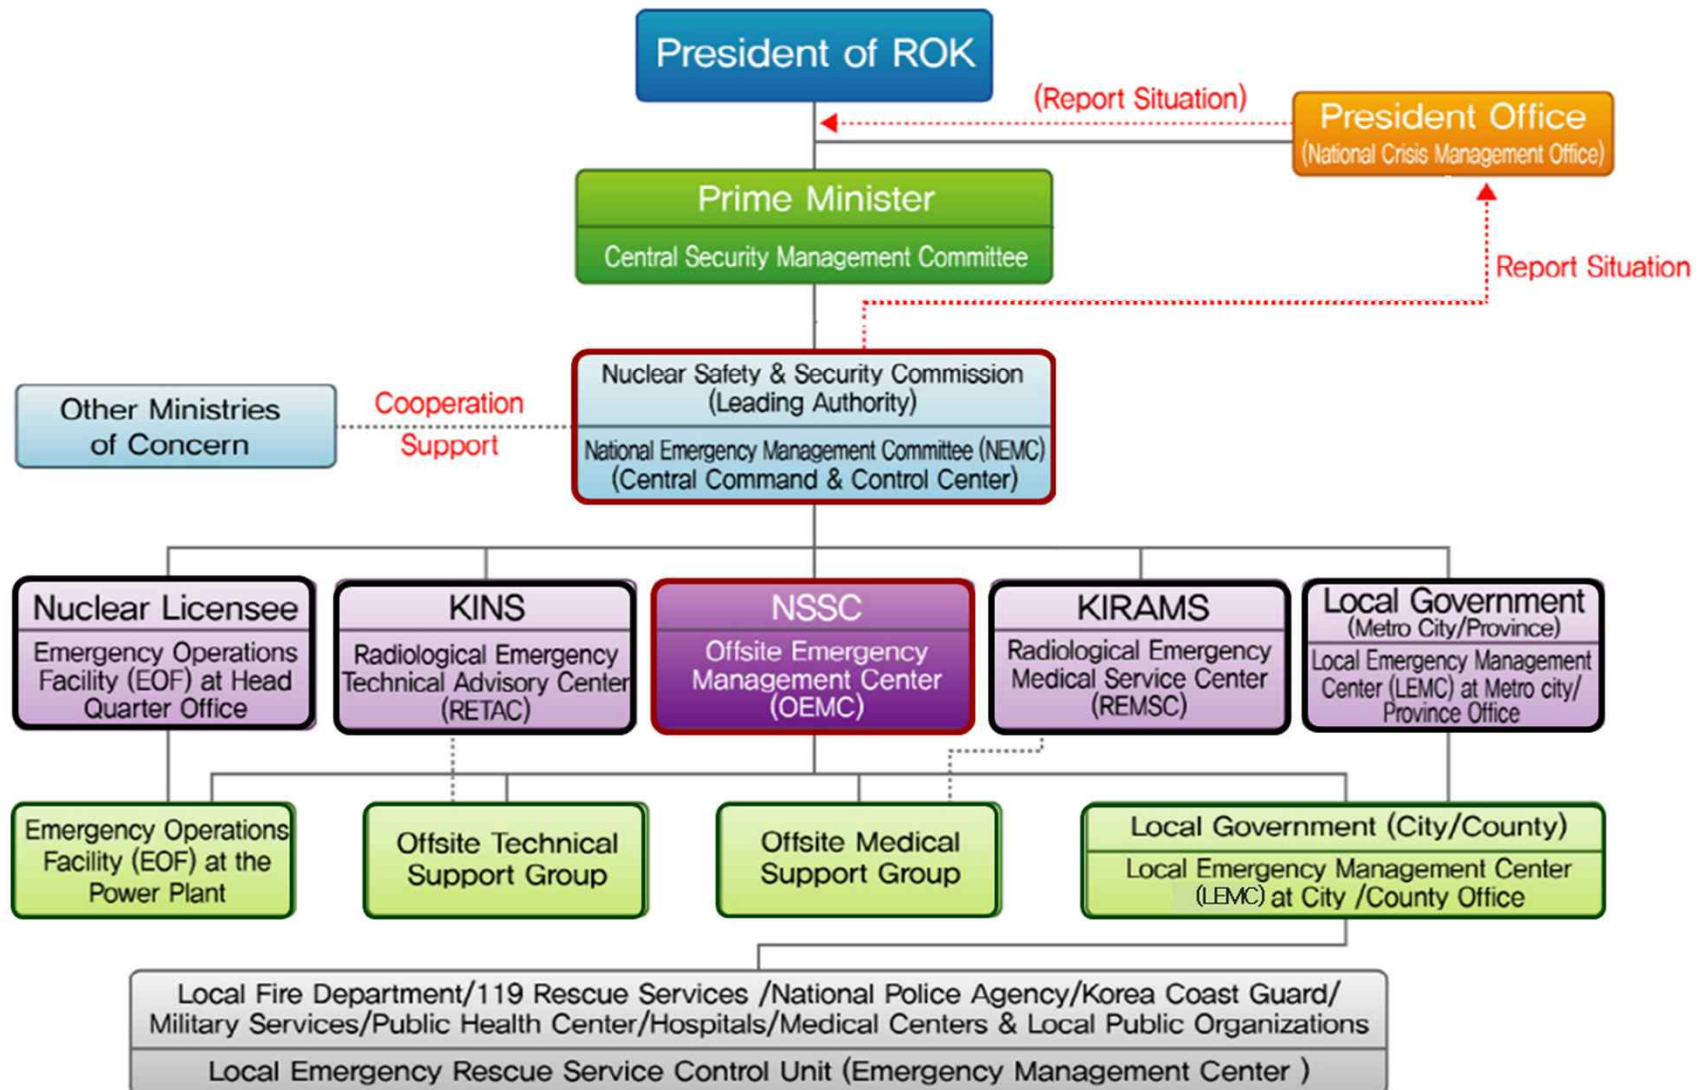 President of ROK
(Report Situation)
President Office
(National Crisis Management Office)
Prime Minister
Central Security Management Committee
Report Situation
Nuclear Safety & Security Commission
(Leading Authority)
National Emergency Management Committee (NEMC)
(Central Command & Control Center)
Other Ministries
of Concern
Cooperation
Support
Nuclear Licensee
Emergency Operations
Facility (EOF) at Head
Quarter Office
KINS
Radiological Emergency
Technical Advisory Center
(RETAC)
NSSC
Offsite Emergency
Management Center
(OEMC)
KIRAMS
Radiological Emergency
Medical Service Center
(REMSC)
Local Government
(Metro City/Province)
Local Emergency Management
Center (LEMC) at Metro city/
Province Office
Emergency Operations
Facility (EOF) at the
Power Plant
Offsite Technical
Support Group
Offsite Medical
Support Group
Local Government (City/County)
Local Emergency Management Center
(LEMC) at City /County Office
Local Fire Department/119 Rescue Services /National Police Agency/Korea Coast Guard/
Military Services/Public Health Center/Hospitals/Medical Centers & Local Public Organizations
Local Emergency Rescue Service Control Unit (Emergency Management Center )